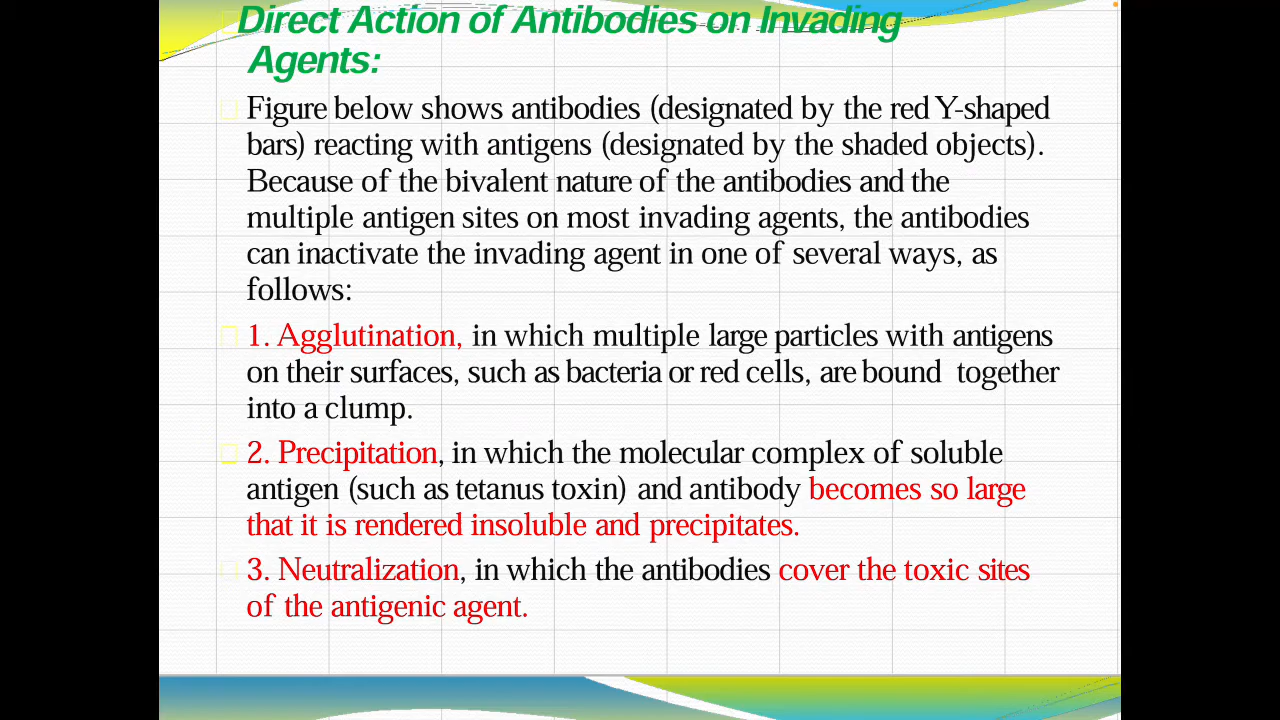 Direct Action of Antibodies on Invading
Agents:
Figure below shows antibodies (designated by the red Y-shaped
bars) reacting with antigens (designated by the shaded objects).
Because of the bivalent nature of the antibodies and the
multiple antigen sites on most invading agents, the antibodies
can inactivate the invading agent in one of several ways, as
follows:
1. Agglutination, in which multiple large particles with antigens
on their surfaces, such as bacteria or red cells, are bound together
into a clump.
2. Precipitation, in which the molecular complex of soluble
antigen (such as tetanus toxin) and antibody becomes so large
that it is rendered insoluble and precipitates.
3. Neutralization, in which the antibodies cover the toxic sites
of the antigenic agent.